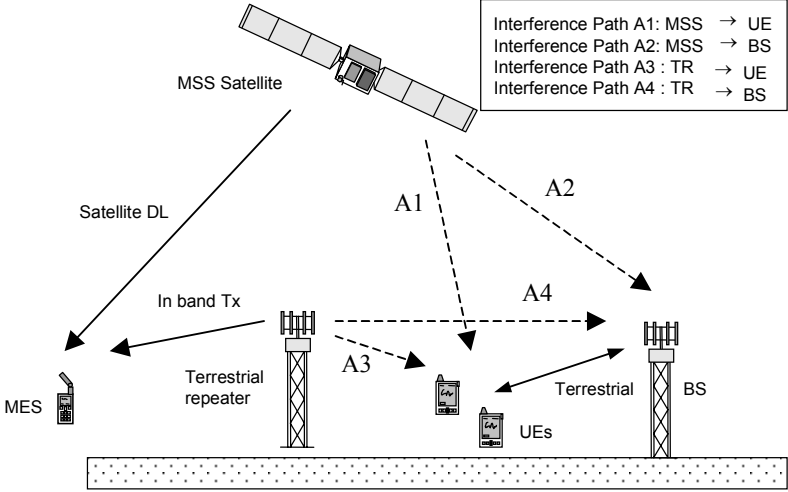 Interference Path A1: MSS → UE
Interference Path A2: MSS → BS
Interference Path A3 : TR → UE
Interference Path A4 : TR → BS
MSS Satellite
A1
A2
Satellite DL
In band Tx
A4
A3
Terrestrial
repeater
Terrestrial
BS
MES
UEs